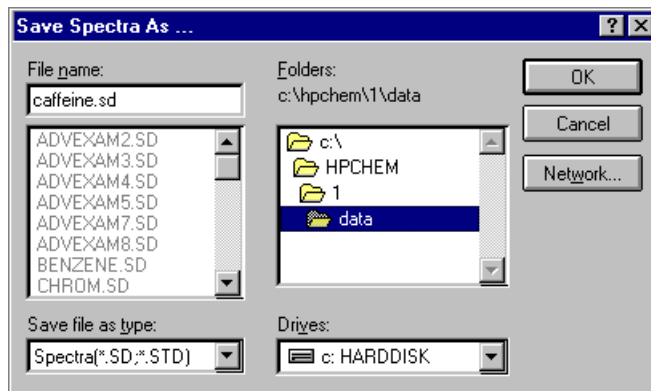 Save Spectra As ...
File name:
caffeine.sd
ADVEXAM2.SD
ADVEXAM3.SD
ADVEXAM4.SD
ADVEXAM5.SD
ADVEXAM7.SD
ADVEXAM8.SD
BENZENE.SD
CHROM.SD
Save file as type:
Spectra(*.SD;*.STD)
Folders:
c:\hpchem\1\data
c:\
HPCHEM
1
data
Drives:
c: HARDDISK
OK
Cancel
Network...